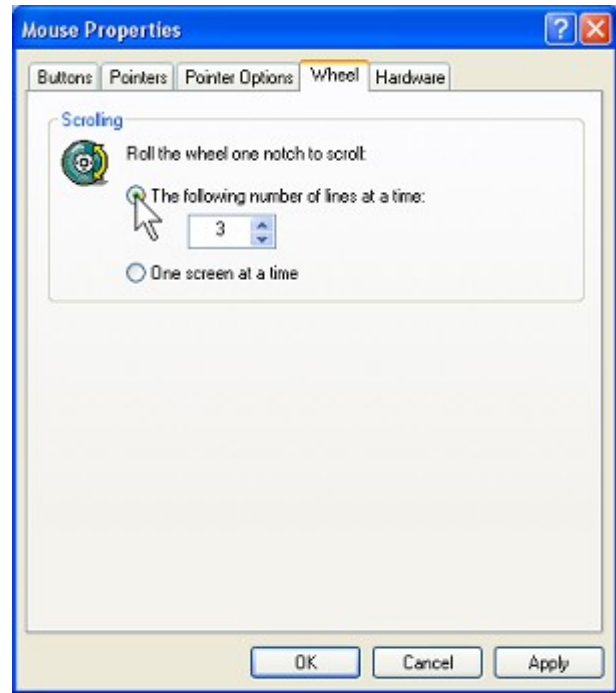 Mouse Properties
Buttons Pointers Pointer Options Wheel Hardware
Scrolling
Roll the wheel one notch to scroll:
The following number of lines at a time:
3
One screen at a time
OK Cancel Apply